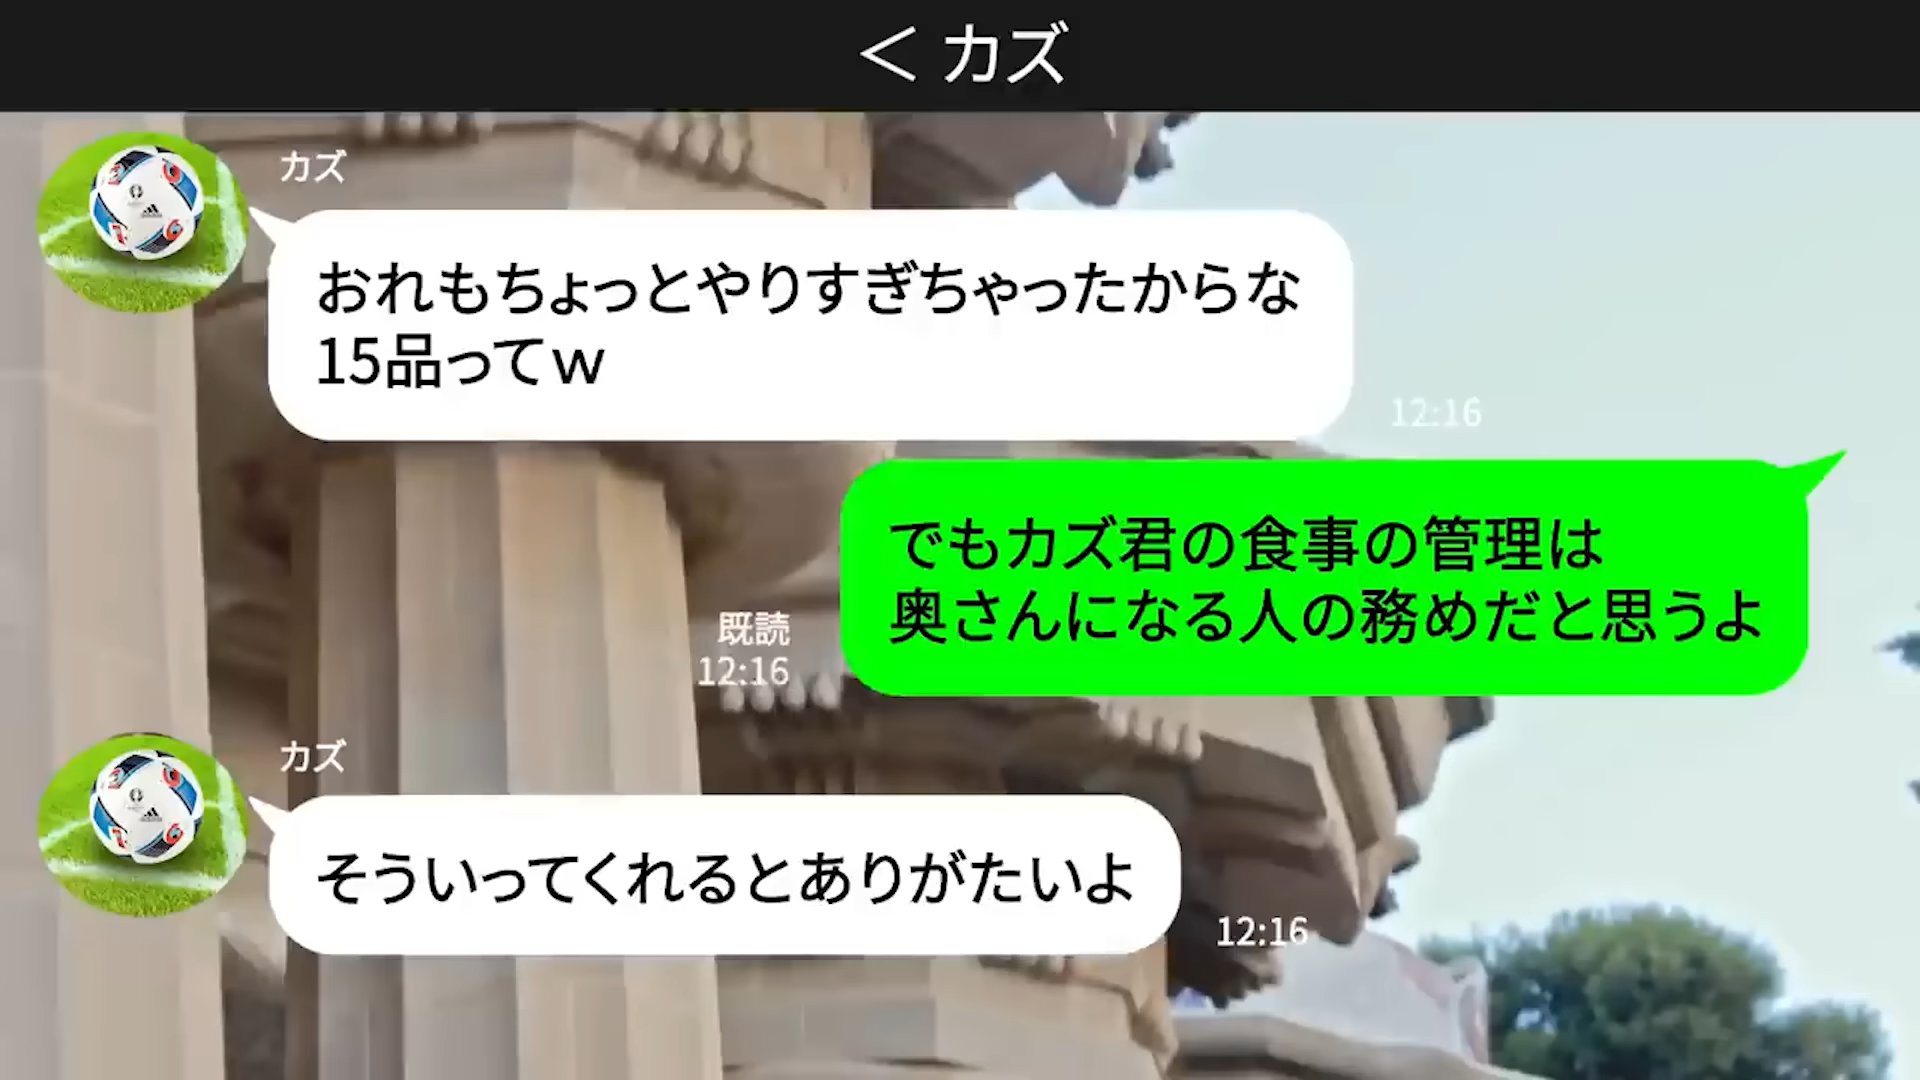 ＜ カズ
カズ
おれもちょっとやりすぎちゃったからな
15品ってｗ
12:16
でもカズ君の食事の管理は
奥さんになる人の務めだと思うよ
既読
12:16
カズ
そういってくれるとありがたいよ
12:16